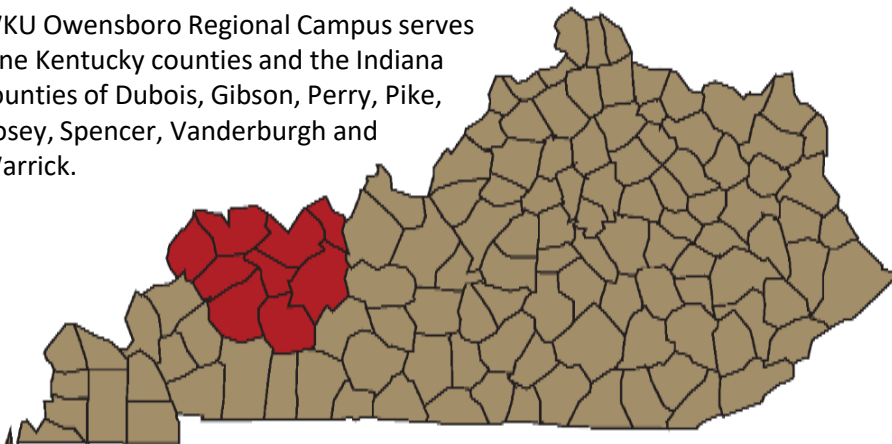 KU Owensboro Regional Campus serves
ne Kentucky counties and the Indiana
ounties of Dubois, Gibson, Perry, Pike,
osey, Spencer, Vanderburgh and
arrick.